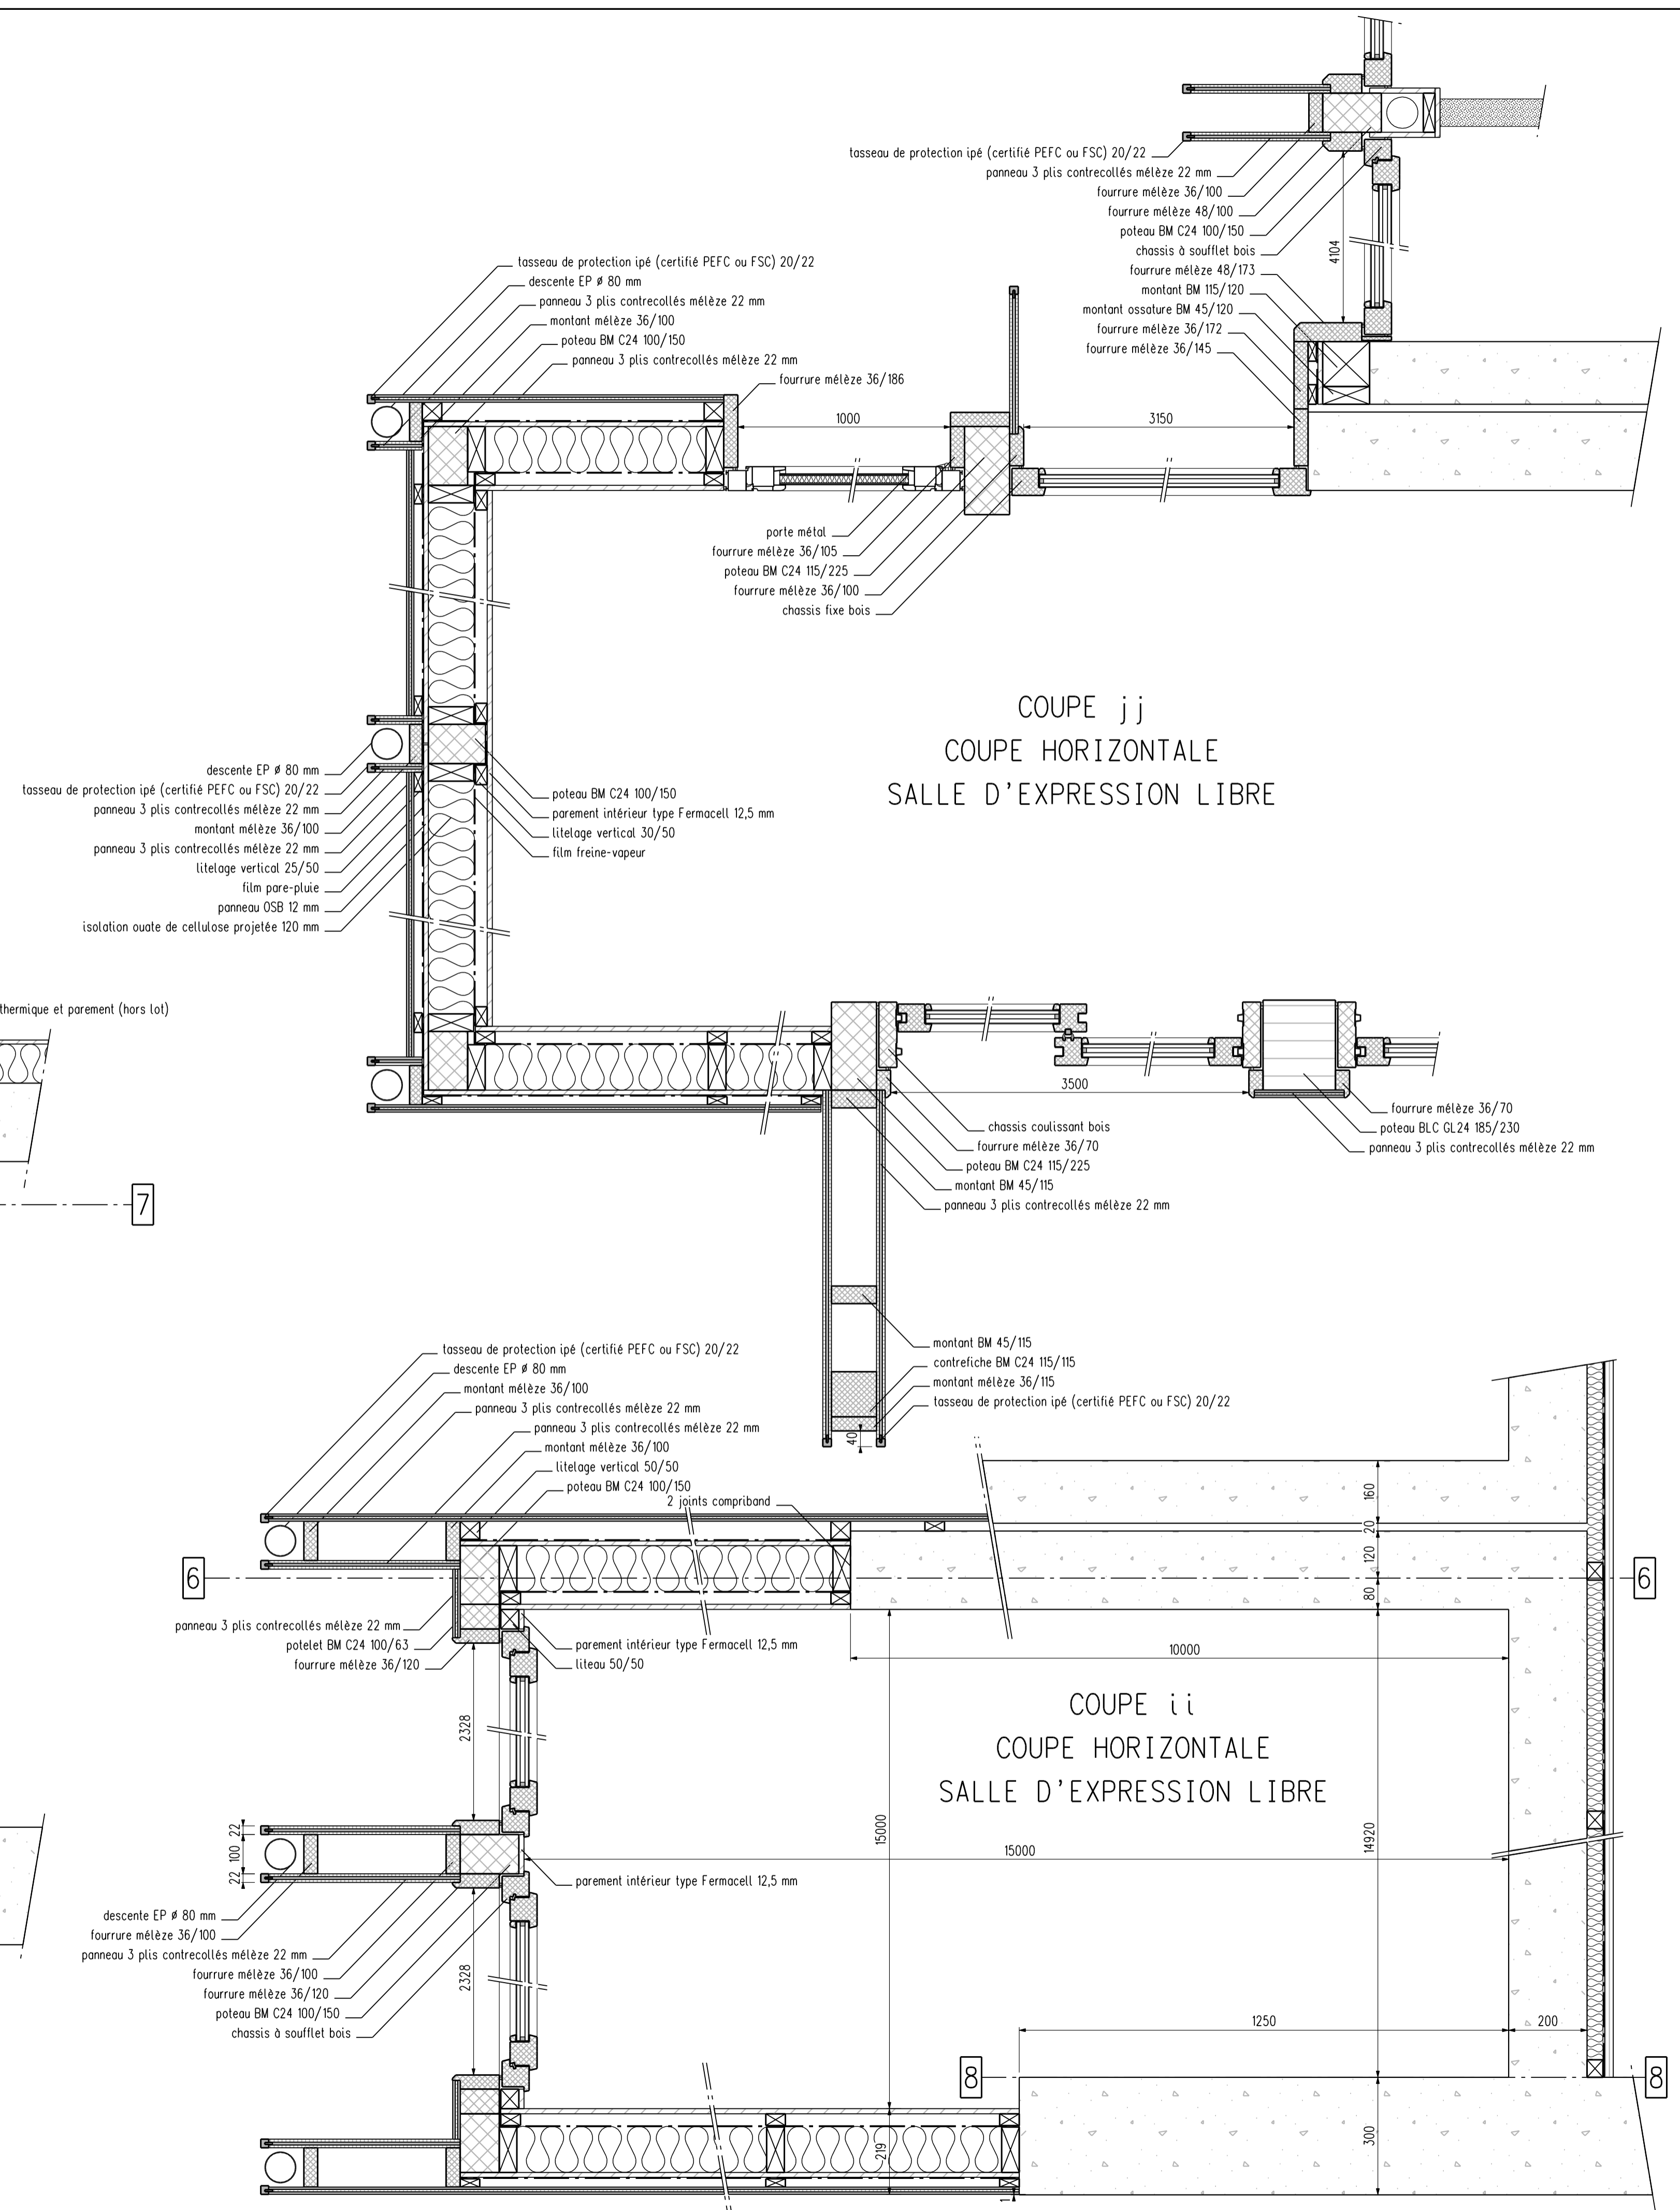 tasseau de protection ipé (certifié PEFC ou FSC) 20/22
panneau 3 plis contrecollés mélèze 22 mm
fourrure mélèze 36/100
fourrure mélèze 48/100
poteau BM C24 100/150
chassis à soufflet bois
fourrure mélèze 48/173
montant BM 115/120
montant ossature BM 45/120
fourrure mélèze 36/172
fourrure mélèze 36/145
4104
tasseau de protection ipé (certifié PEFC ou FSC) 20/22
descente EP ø 80 mm
panneau 3 plis contrecollés mélèze 22 mm
montant mélèze 36/100
poteau BM C24 100/150
panneau 3 plis contrecollés mélèze 22 mm
fourrure mélèze 36/186
1000
3150
porte métal
fourrure mélèze 36/105
poteau BM C24 115/225
fourrure mélèze 36/100
chassis fixe bois
COUPE jj
COUPE HORIZONTALE
SALLE D'EXPRESSION LIBRE
descente EP ø 80 mm
tasseau de protection ipé (certifié PEFC ou FSC) 20/22
panneau 3 plis contrecollés mélèze 22 mm
montant mélèze 36/100
panneau 3 plis contrecollés mélèze 22 mm
litelage vertical 25/50
film pare-pluie
panneau OSB 12 mm
isolation ouate de cellulose projetée 120 mm
poteau BM C24 100/150
parement intérieur type Fermacell 12,5 mm
litelage vertical 30/50
film freine-vapeur
thermique et parement (hors lot)
7
3500
chassis coulissant bois
fourrure mélèze 36/70
poteau BM C24 115/225
montant BM 45/115
panneau 3 plis contrecollés mélèze 22 mm
fourrure mélèze 36/70
poteau BLC GL24 185/230
panneau 3 plis contrecollés mélèze 22 mm
montant BM 45/115
contrefiche BM C24 115/115
montant mélèze 36/115
tasseau de protection ipé (certifié PEFC ou FSC) 20/22
40
tasseau de protection ipé (certifié PEFC ou FSC) 20/22
descente EP ø 80 mm
montant mélèze 36/100
panneau 3 plis contrecollés mélèze 22 mm
panneau 3 plis contrecollés mélèze 22 mm
montant mélèze 36/100
litelage vertical 50/50
poteau BM C24 100/150
2 joints compriband
160
20
120
80
6
6
panneau 3 plis contrecollés mélèze 22 mm
potelet BM C24 100/63
fourrure mélèze 36/120
parement intérieur type Fermacell 12,5 mm
liteau 50/50
10000
COUPE ii
COUPE HORIZONTALE
SALLE D'EXPRESSION LIBRE
2328
15000
14920
15000
22
100
22
parement intérieur type Fermacell 12,5 mm
descente EP ø 80 mm
fourrure mélèze 36/100
panneau 3 plis contrecollés mélèze 22 mm
fourrure mélèze 36/100
fourrure mélèze 36/120
poteau BM C24 100/150
chassis à soufflet bois
2328
1250
200
8
8
219
300
1